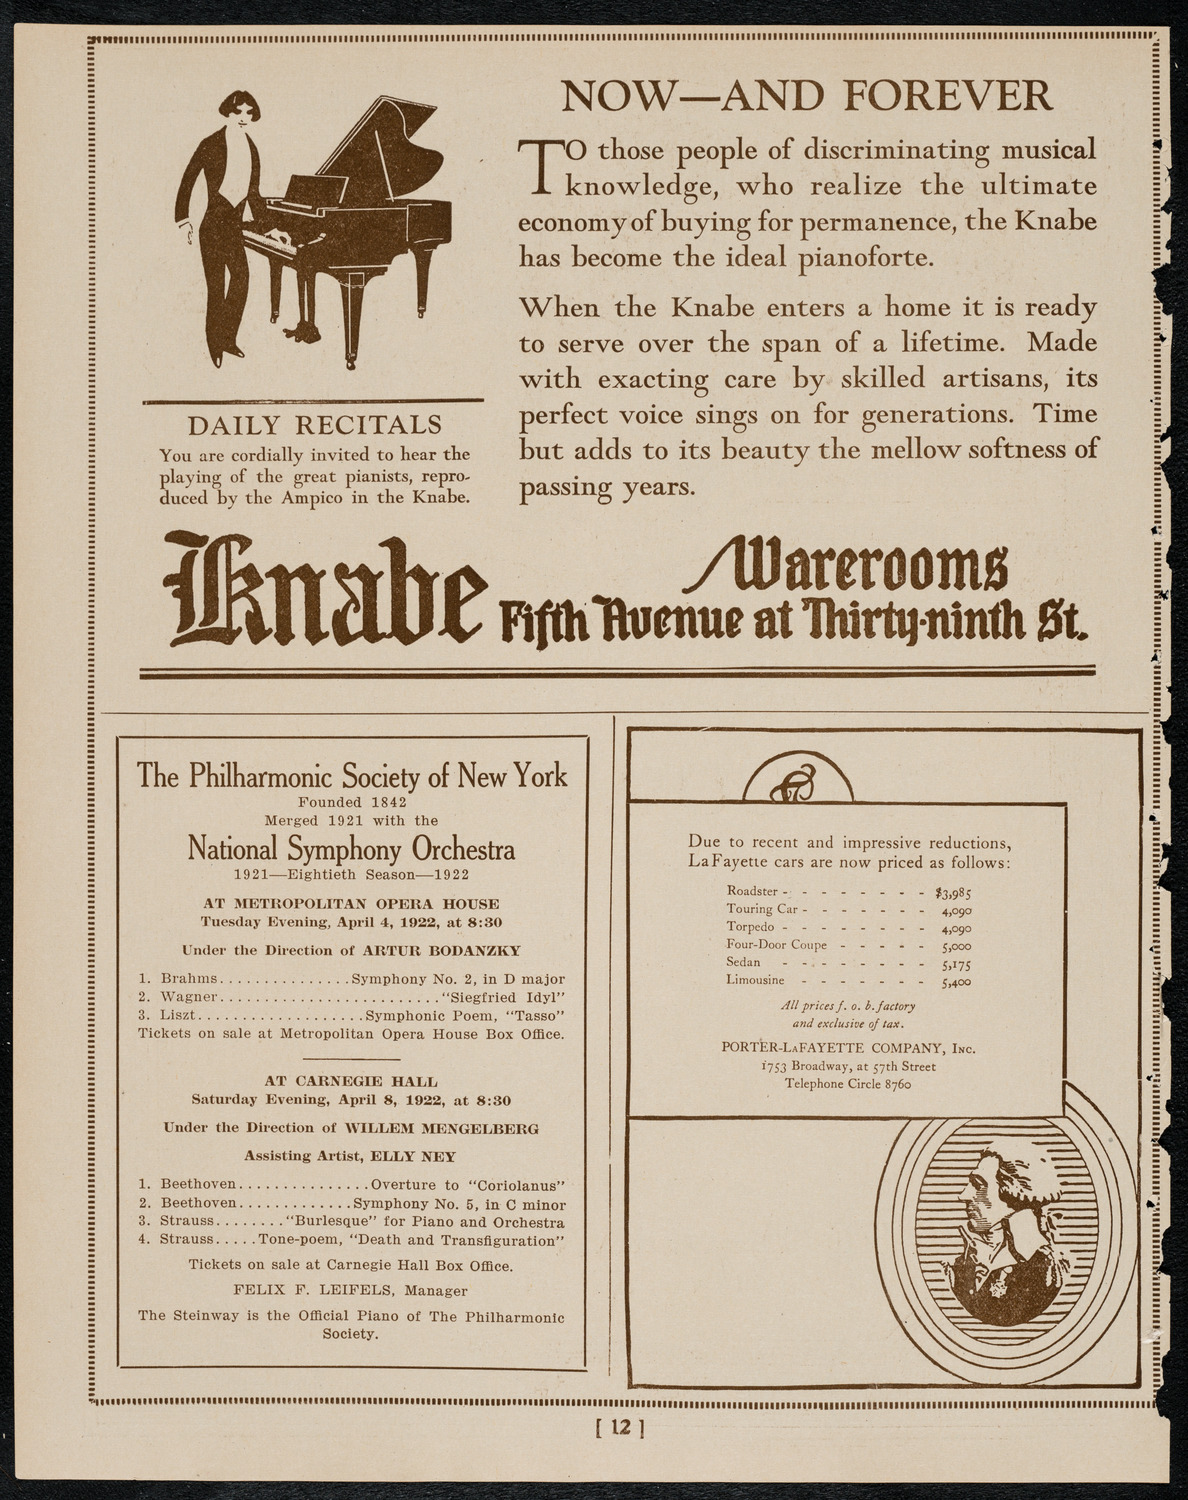 NOW—AND FOREVER
TO those people of discriminating musical
knowledge, who realize the ultimate
economy of buying for permanence, the Knabe
has become the ideal pianoforte.
When the Knabe enters a home it is ready
to serve over the span of a lifetime. Made
with exacting care by skilled artisans, its
perfect voice sings on for generations. Time
but adds to its beauty the mellow softness of
passing years.
DAILY RECITALS
You are cordially invited to hear the
playing of the great pianists, repro-
duced by the Ampico in the Knabe.
Knabe Warerooms
Fifth Avenue at Thirty-ninth St.
The Philharmonic Society of New York
Founded 1842
Merged 1921 with the
National Symphony Orchestra
1921—Eightieth Season—1922
AT METROPOLITAN OPERA HOUSE
Tuesday Evening, April 4, 1922, at 8:30
Under the Direction of ARTUR BODANZKY
1. Brahms..............Symphony No. 2, in D major
2. Wagner........................"Siegfried Idyl"
3. Liszt..................Symphonic Poem, "Tasso"
Tickets on sale at Metropolitan Opera House Box Office.
AT CARNEGIE HALL
Saturday Evening, April 8, 1922, at 8:30
Under the Direction of WILLEM MENGELBERG
Assisting Artist, ELLY NEY
1. Beethoven...............Overture to "Coriolanus"
2. Beethoven.............Symphony No. 5, in C minor
3. Strauss........"Burlesque" for Piano and Orchestra
4. Strauss.....Tone-poem, "Death and Transfiguration"
Tickets on sale at Carnegie Hall Box Office.
FELIX F. LEIFELS, Manager
The Steinway is the Official Piano of The Philharmonic
Society.
Due to recent and impressive reductions,
LaFayette cars are now priced as follows:
Roadster - - - - - - - - $3,985
Touring Car - - - - - - - 4,090
Torpedo - - - - - - - - 4,090
Four-Door Coupe - - - - - 5,000
Sedan - - - - - - - - 5,175
Limousine - - - - - - - 5,400
All prices f. o. b. factory
and exclusive of tax.
PORTER-LAFAYETTE COMPANY, INC.
1753 Broadway, at 57th Street
Telephone Circle 8760
[ 12 ]